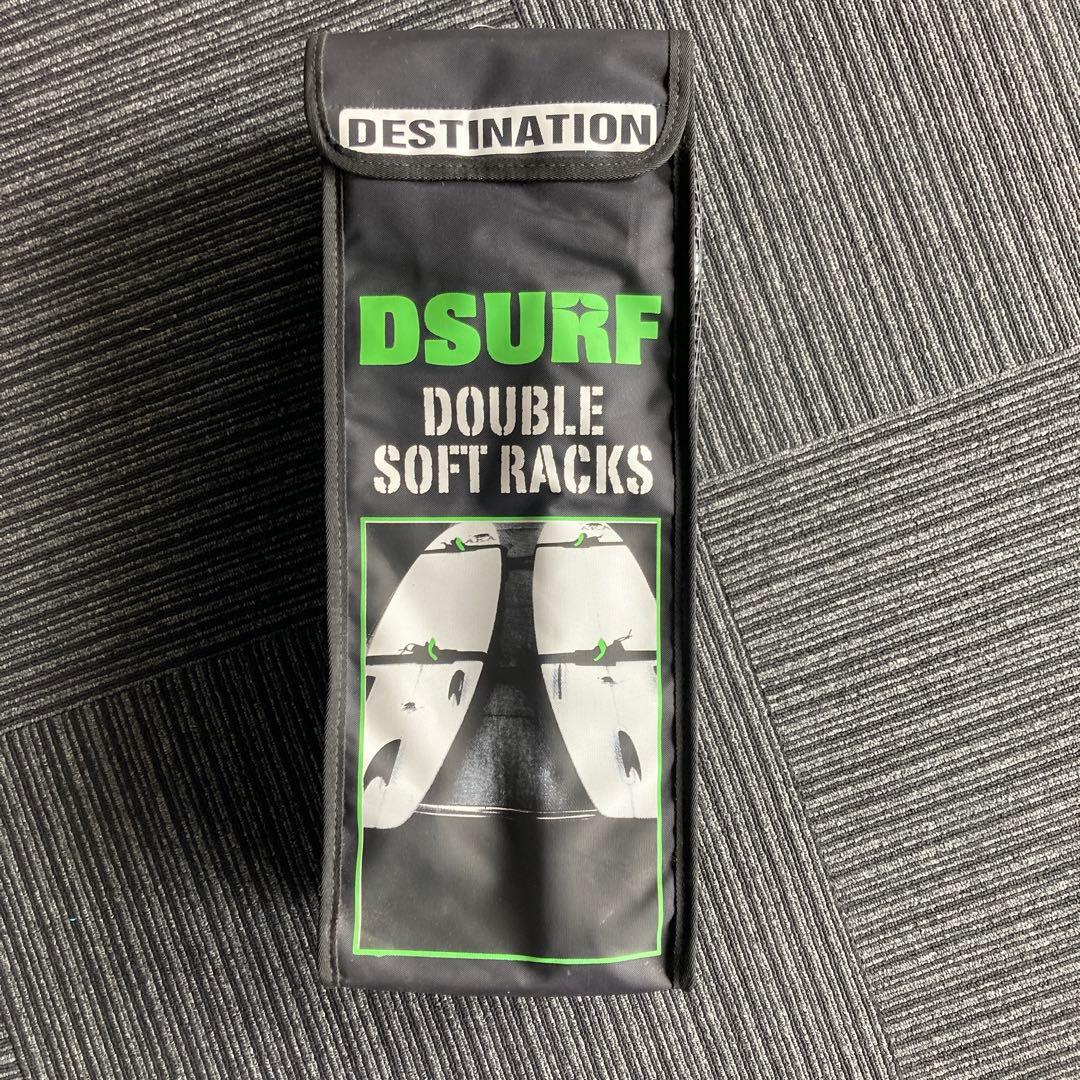 DESTINATION
DSURF
DOUBLE
SOFT RACKS